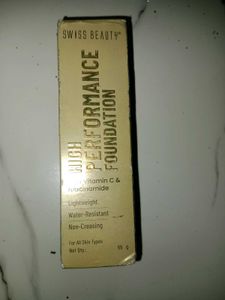 SWISS BEAUTY
HIGH
PERFORMANCE
FOUNDATION
Vitamin C &
Niacinamide
Lightweight
Water-Resistant
Non-Creasing
For All Skin Types
Net Qty.: